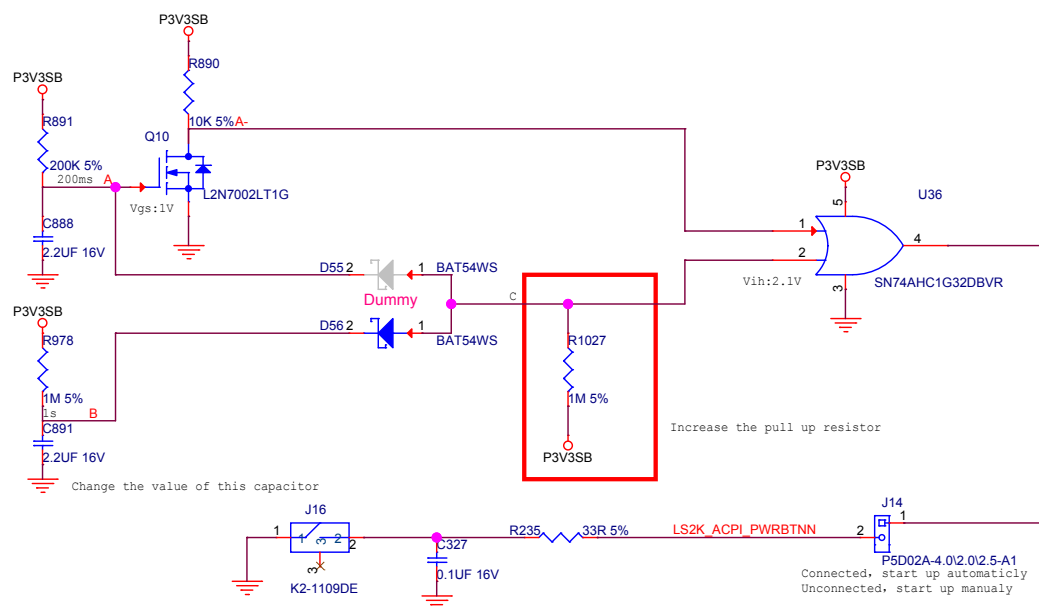 P3V3SB
R890
P3V3SB
10K 5%
A-
R891
Q10
200K 5%
200ms
A
L2N7002LT1G
Vgs:1V
C888
2.2UF 16V
P3V3SB
U36
5
1
4
2
Vih:2.1V
SN74AHC1G32DBVR
3
D55
2
1
BAT54WS
Dummy
C
P3V3SB
D56
2
1
BAT54WS
R978
R1027
1M 5%
1M 5%
1s
B
C891
2.2UF 16V
Increase the pull up resistor
P3V3SB
Change the value of this capacitor
J16
1
1
3
2
2
3
K2-1109DE
C327
0.1UF 16V
R235
33R 5%
LS2K_ACPI_PWRBTNN
J14
1
2
P5D02A-4.0\2.0\2.5-A1
Connected, start up automaticly
Unconnected, start up manualy